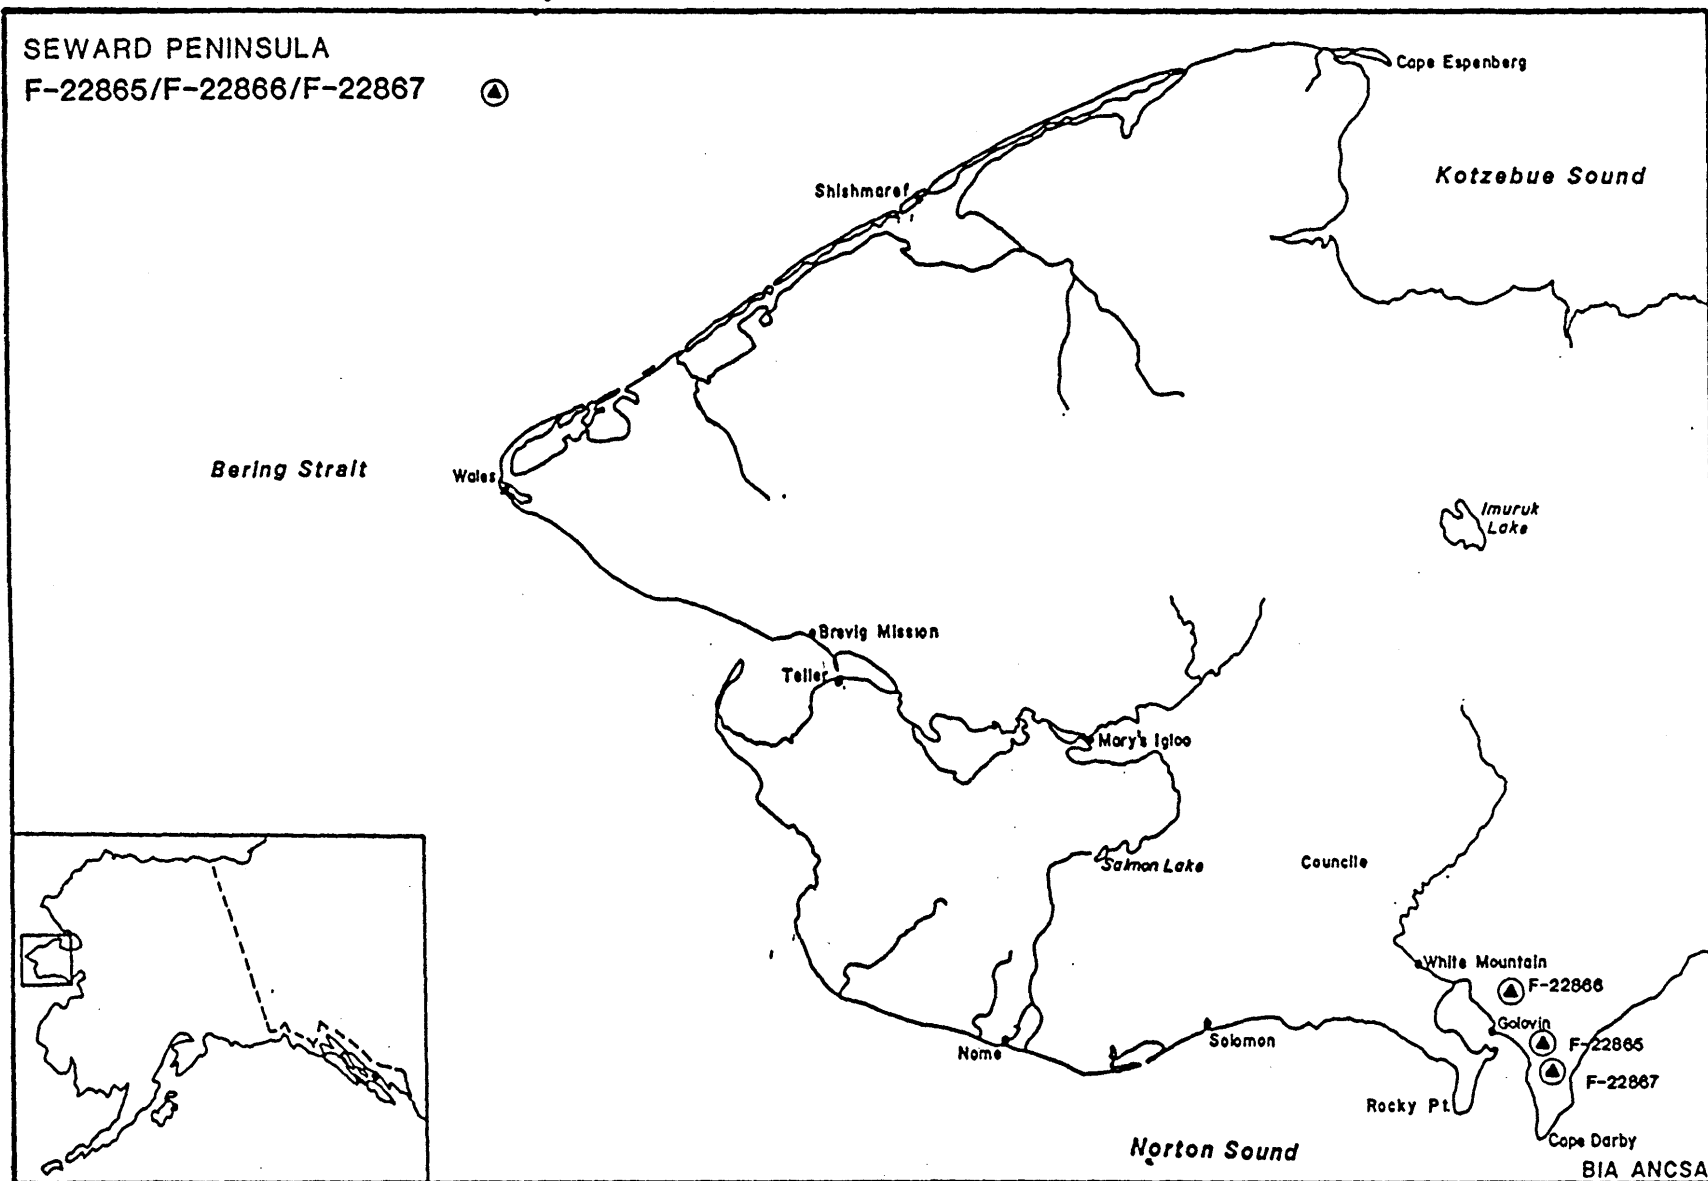 SEWARD PENINSULA
F-22865/F-22866/F-22867
Cape Espenberg
Kotzebue Sound
Shishmaref
Bering Strait
Wales
Imuruk
Lake
Brevig Mission
Teller
Mary's Igloo
Salmon Lake
Councile
White Mountain
F-22866
Golovin
F-22865
Solomon
Nome
F-22867
Rocky Pt.
Cape Darby
Norton Sound
BIA ANCSA